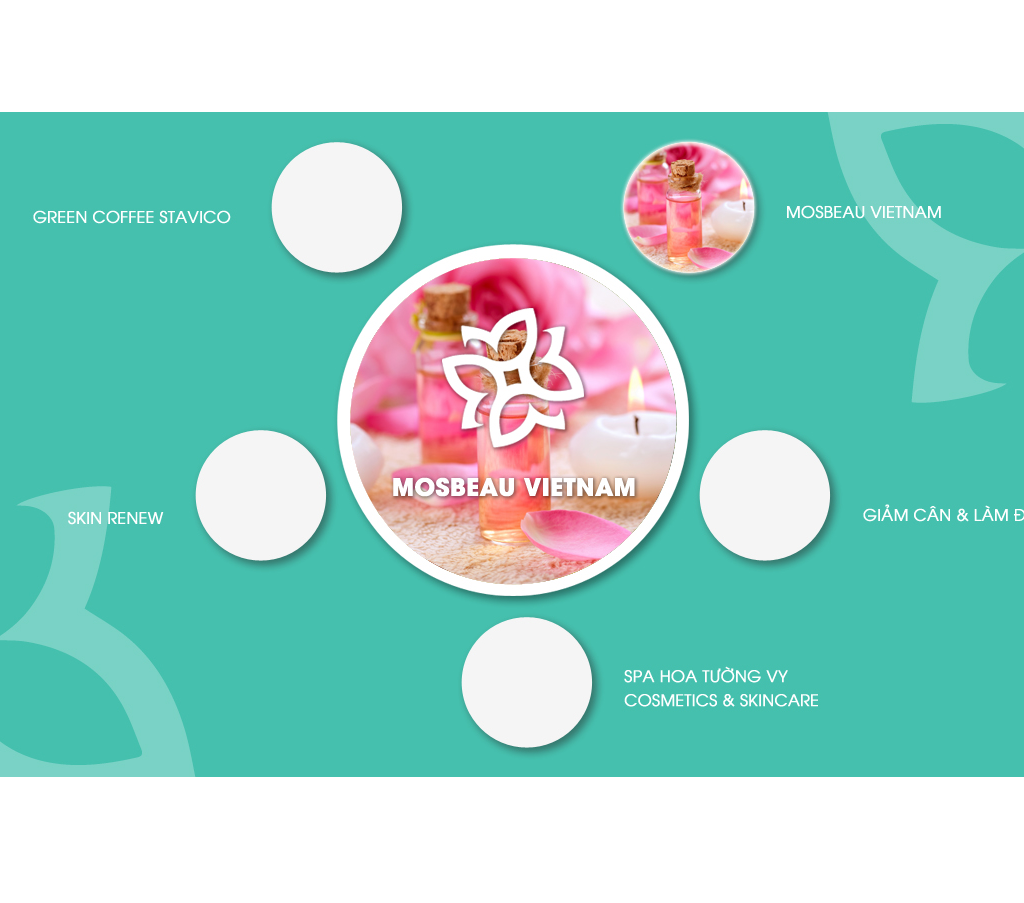 GREEN COFFEE STAVICO
MOSBEAU VIETNAM
MOSBEAU VIETNAM
SKIN RENEW
GIẢM CÂN & LÀM
SPA HOA TƯỜNG VY
COSMETICS & SKINCARE